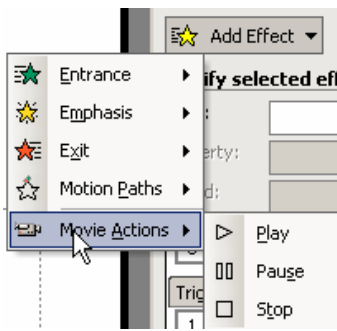 Add Effect
Entrance
ify selected eff
Emphasis
:
Exit
erty:
Motion Paths
d:
Movie Actions
Play
Pause
Trig
Stop
1